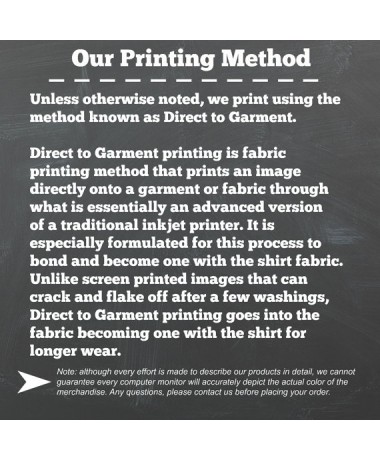 Our Printing Method
Unless otherwise noted, we print using the
method known as Direct to Garment.
Direct to Garment printing is fabric
printing method that prints an image
directly onto a garment or fabric through
what is essentially an advanced version
of a traditional inkjet printer. It is
especially formulated for this process to
bond and become one with the shirt fabric.
Unlike screen printed images that can
crack and flake off after a few washings,
Direct to Garment printing goes into the
fabric becoming one with the shirt for
longer wear.
Note: although every effort is made to describe our products in detail, we cannot
guarantee every computer monitor will accurately depict the actual color of the
merchandise. Any questions, please contact us before placing your order.